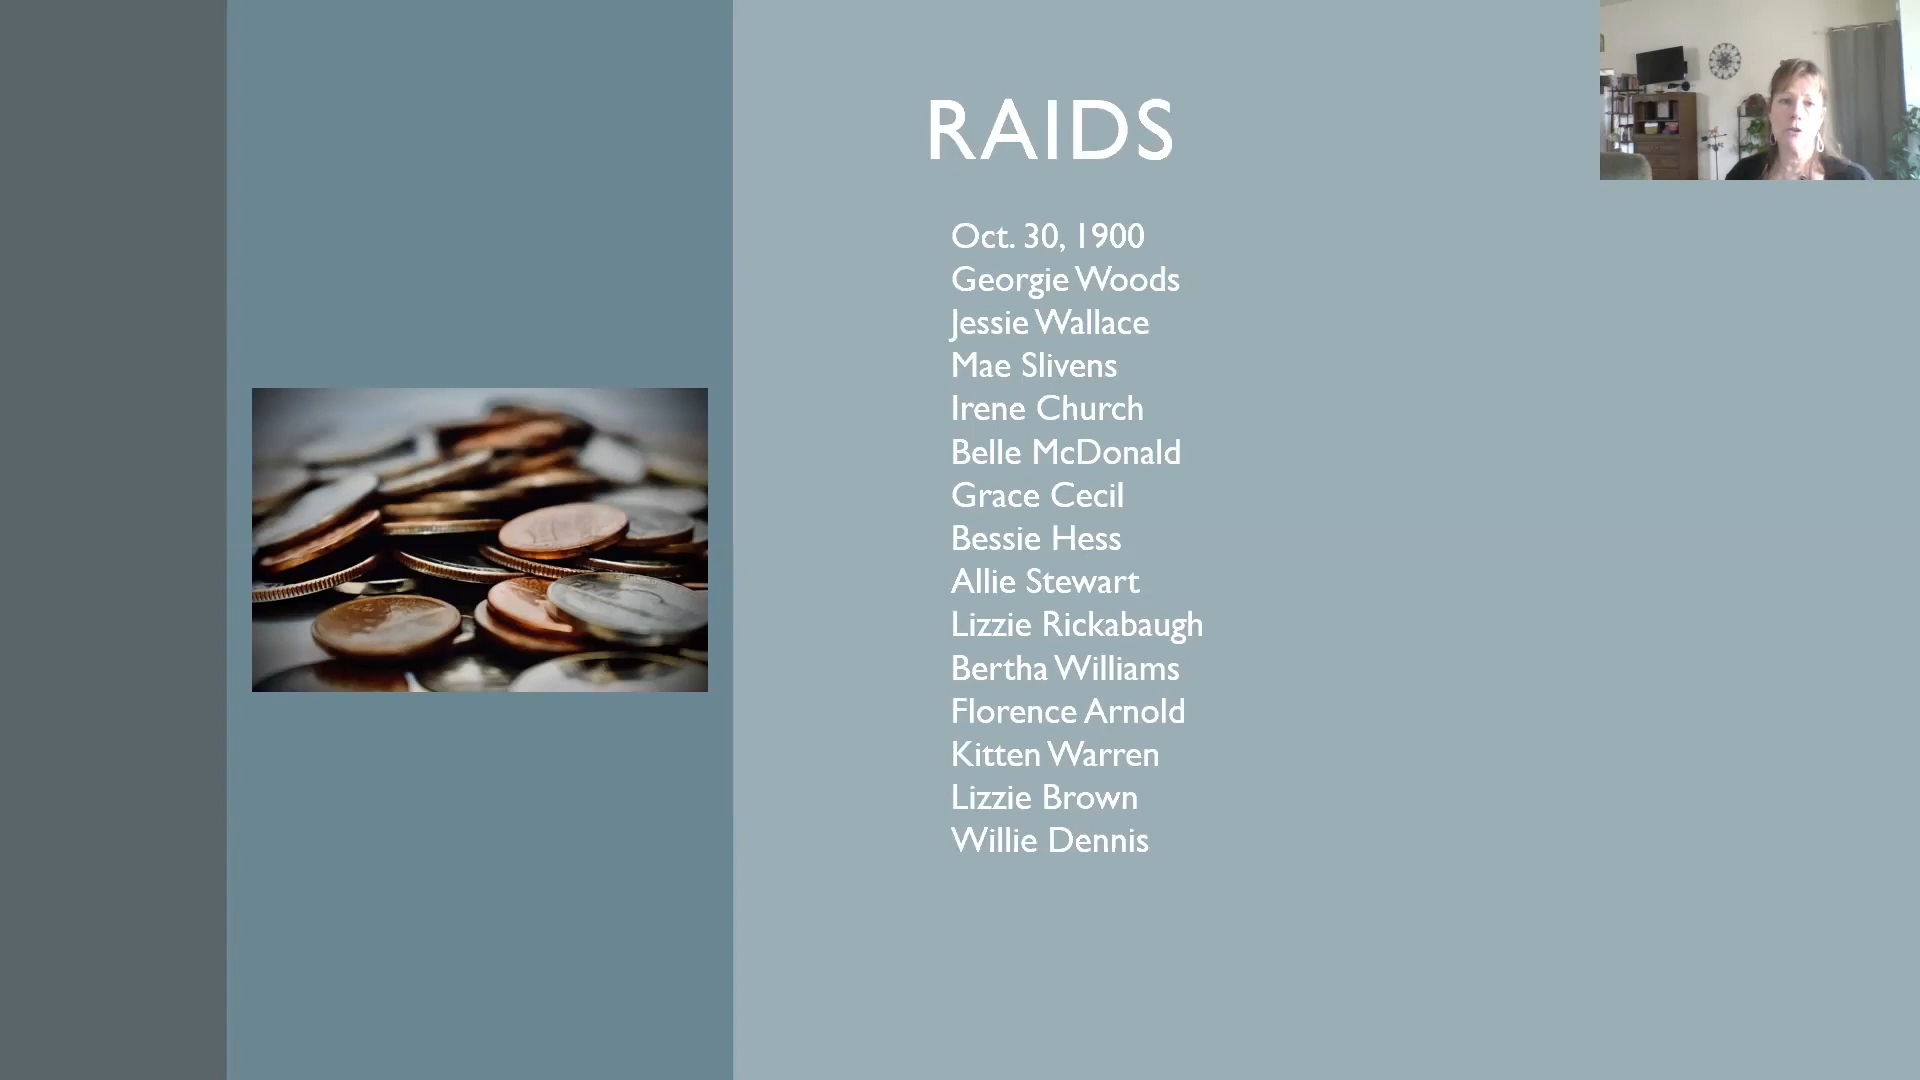 RAIDS
Oct. 30, 1900
Georgie Woods
Jessie Wallace
Mae Slivens
Irene Church
Belle McDonald
Grace Cecil
Bessie Hess
Allie Stewart
Lizzie Rickabaugh
Bertha Williams
Florence Arnold
Kitten Warren
Lizzie Brown
Willie Dennis